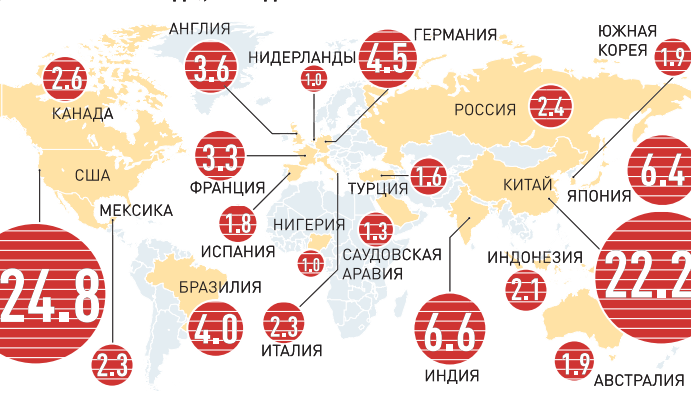 АНГЛИЯ
3.6
НИДЕРЛАНДЫ
1.0
4.5
ГЕРМАНИЯ
ЮЖНАЯ
КОРЕЯ
1.9
2.6
КАНАДА
РОССИЯ
2.4
3.3
ФРАНЦИЯ
США
ТУРЦИЯ
1.6
КИТАЙ
ЯПОНИЯ
6.4
МЕКСИКА
1.8
ИСПАНИЯ
НИГЕРИЯ
1.0
1.3
САУДОВСКАЯ
АРАВИЯ
ИНДОНЕЗИЯ
2.1
22.2
24.8
2.3
БРАЗИЛИЯ
4.0
2.3
ИТАЛИЯ
6.6
ИНДИЯ
1.9
АВСТРАЛИЯ